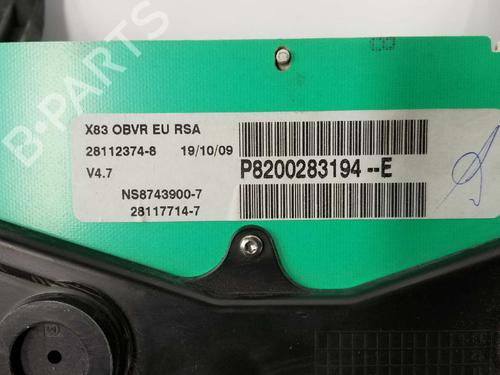 X83 OBVR EU RSA
28112374-8 19/10/09
V4.7
P8200283194--E
NS8743900-7
28117714-7
B-PARTS